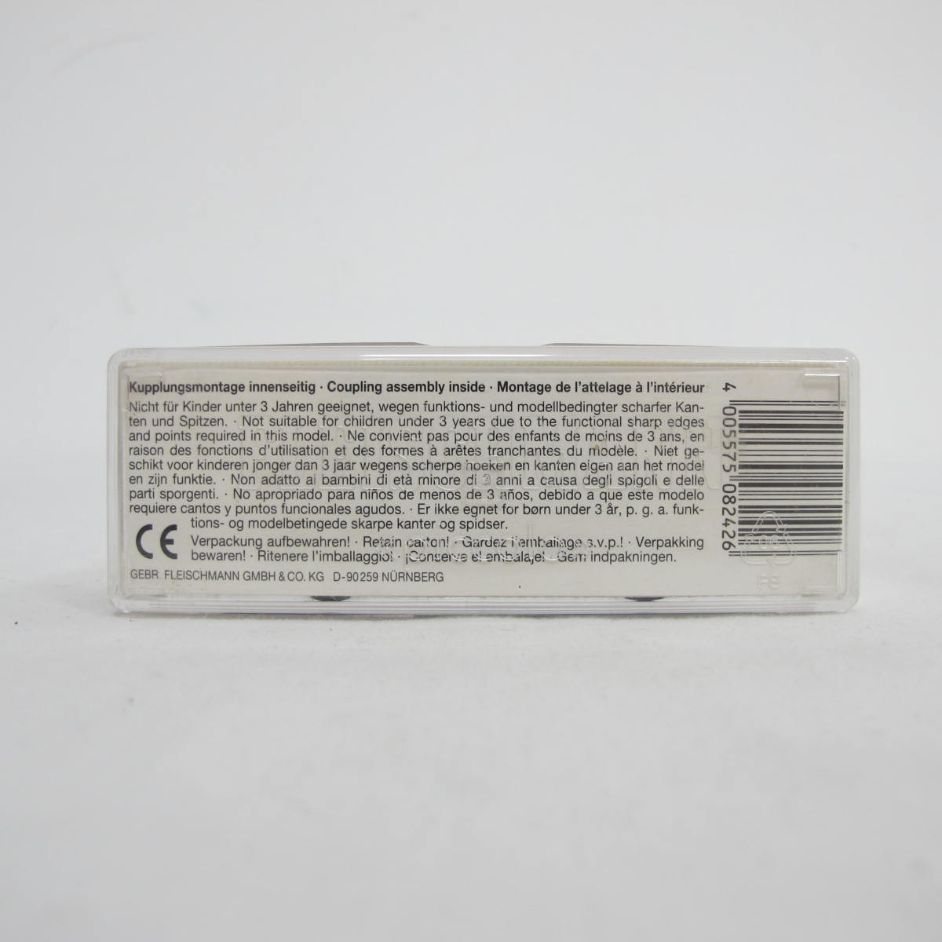 Kupplungsmontage innenseitig · Coupling assembly inside · Montage de l'attelage à l'intérieur
Nicht für Kinder unter 3 Jahren geeignet, wegen funktions- und modellbedingter scharfer Kan-
ten und Spitzen. · Not suitable for children under 3 years due to the functional sharp edges
and points required in this model. · Ne convient pas pour des enfants de moins de 3 ans, en
raison des fonctions d'utilisation et des formes à arêtes tranchantes du modèle. · Niet ge-
schikt voor kinderen jonger dan 3 jaar wegens scherpe hoeken en kanten eigen aan het model
en zijn funktie. · Non adatto ai bambini di età minore di 3 anni a causa degli spigoli e delle
parti sporgenti. · No apropriado para niños de menos de 3 años, debido a que este modelo
requiere cantos y puntos funcionales agudos. · Er ikke egnet for børn under 3 år, p. g. a. funk-
tions- og modelbetingede skarpe kanter og spidser.
CE Verpackung aufbewahren! · Retain carton! · Gardez l'emballage s.v.p.! · Verpakking
bewaren! · Ritenere l'imballaggio! · ¡Conserve el embalaje! · Gem indpakningen.
GEBR. FLEISCHMANN GMBH & CO. KG D-90259 NÜRNBERG
4 005575 082426